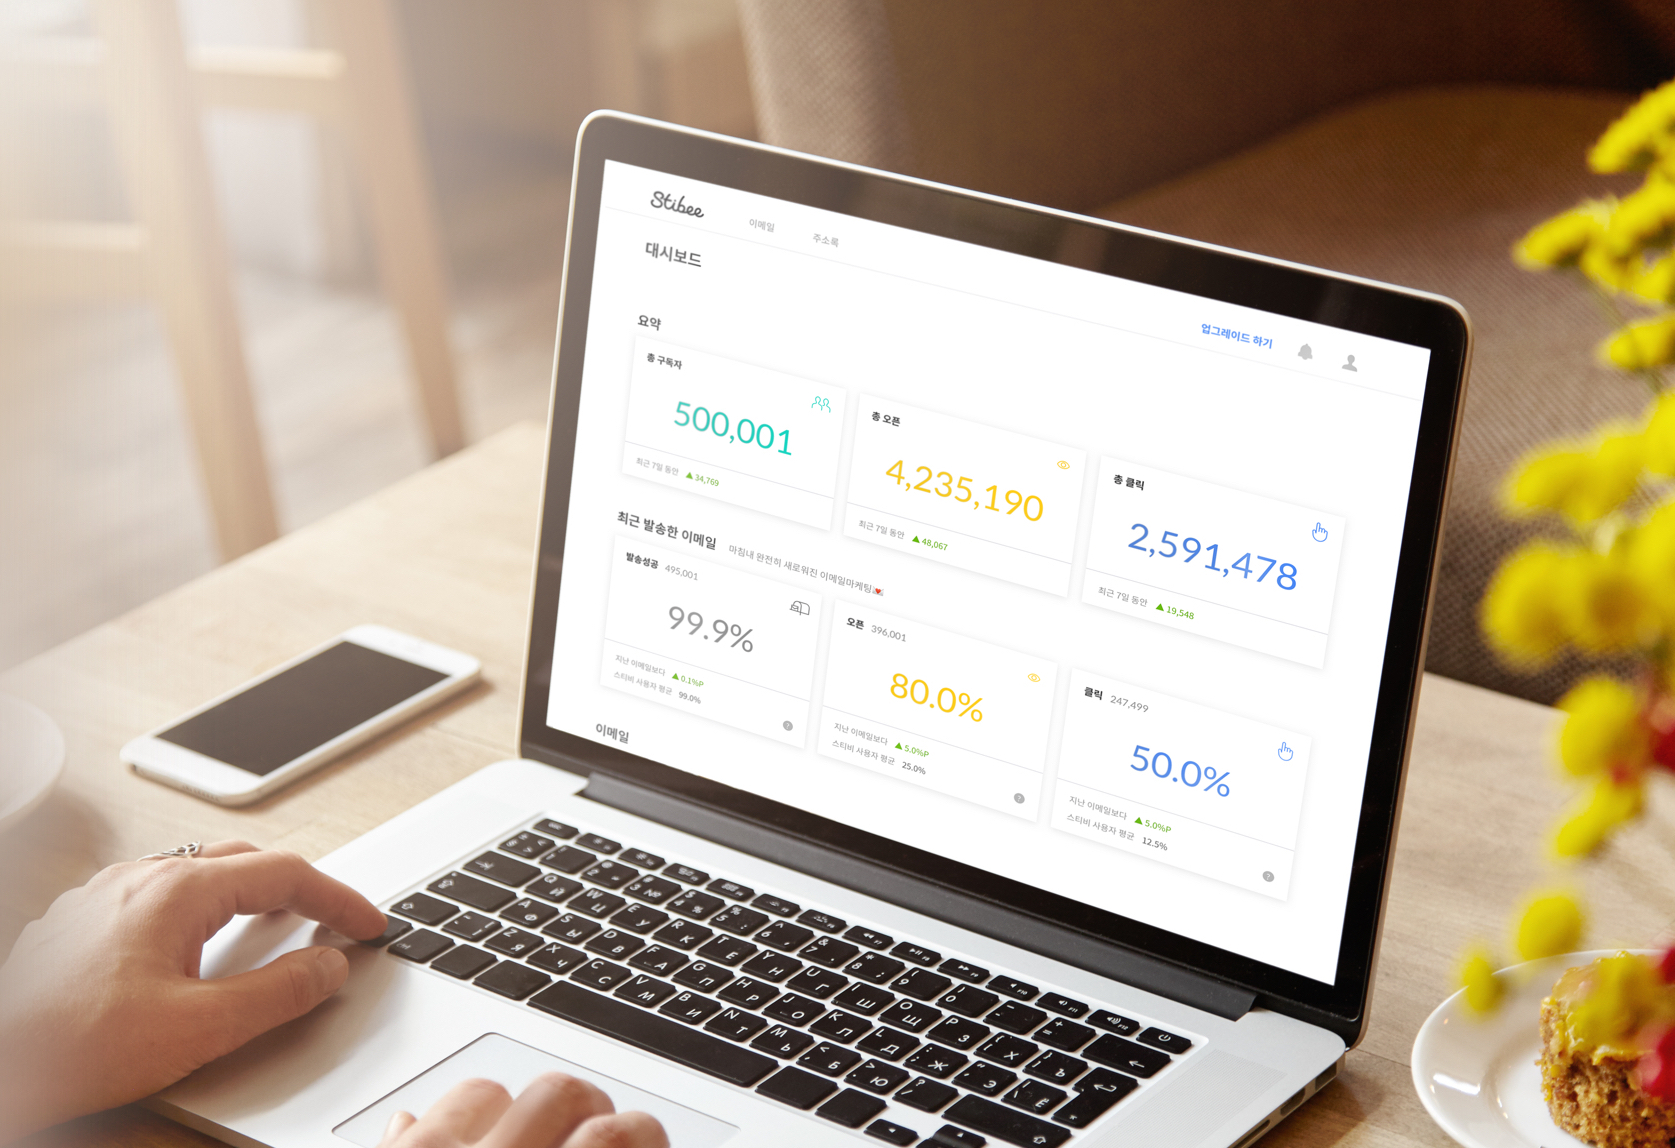 Stibee 이메일 주소록
업그레이드 하기
대시보드
요약
총 구독자
500,001
최근 7일 동안 ▲ 34,769
총 오픈
4,235,190
최근 7일 동안 ▲ 48,067
총 클릭
2,591,478
최근 7일 동안 ▲ 19,548
최근 발송한 이메일 마침내 완전히 새로워진 이메일마케팅💌
발송성공 495,001
99.9%
지난 이메일보다 ▲ 0.1%P
스티비 사용자 평균 99.0%
?
오픈 396,001
80.0%
지난 이메일보다 ▲ 5.0%P
스티비 사용자 평균 25.0%
?
클릭 247,499
50.0%
지난 이메일보다 ▲ 5.0%P
스티비 사용자 평균 12.5%
?
이메일
Q Й W Ц E У R К T Е Y Н U Г I Ш O Щ P З { [ Х } ] Ъ
A Ф S Ы D В F А G П H Р J О K Л L Д : ; Ж " ' Э
Z Я X Ч C С V М B И N Т M Ь < , Б > . Ю ? /